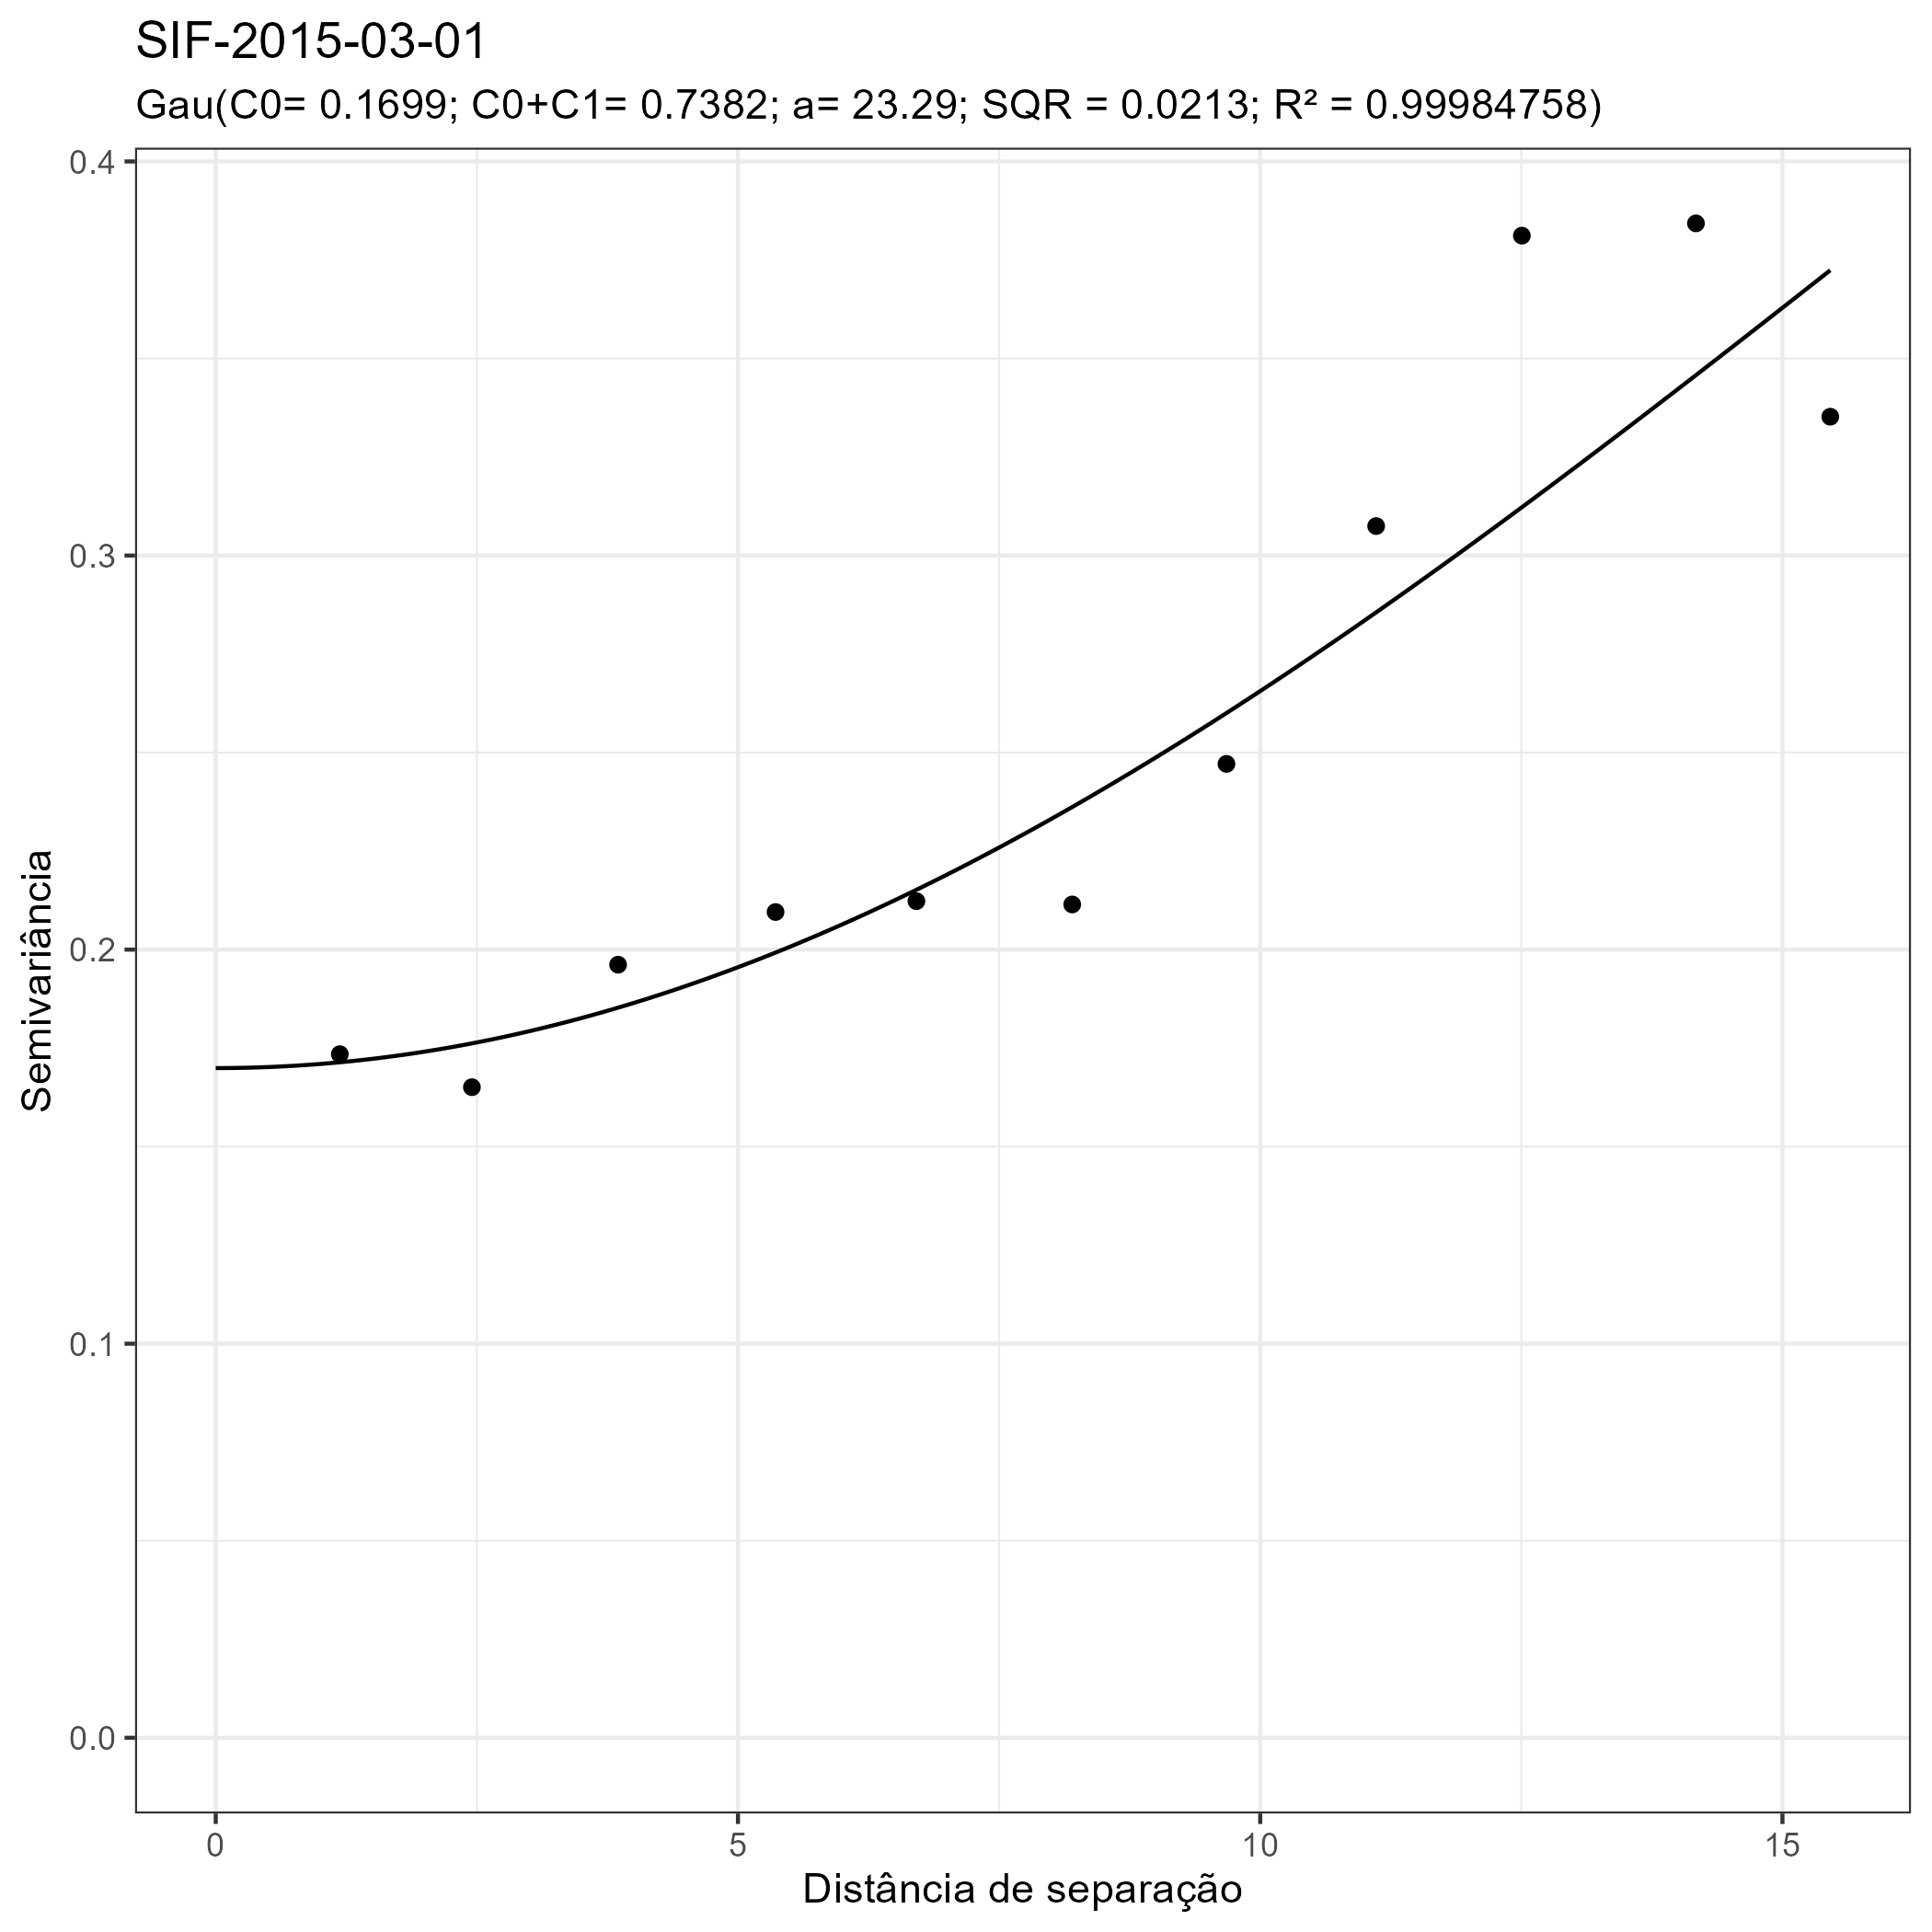 SIF-2015-03-01
Gau(C0= 0.1699; C0+C1= 0.7382; a= 23.29; SQR = 0.0213; R² = 0.99984758)
0.4
0.3
0.2
0.1
0.0
Semivariância
0 5 10 15
Distância de separação